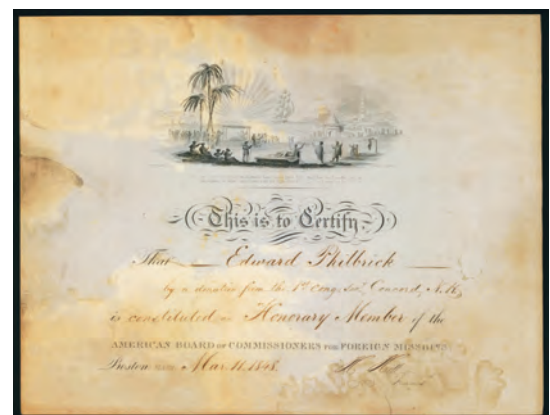 This is to Certify
That Edward Philbrick
by a donation from the 1st Cong. Soc. Concord, N.H.
is constituted an Honorary Member of the
AMERICAN BOARD OF COMMISSIONERS FOR FOREIGN MISSIONS.
Boston Mar. 11, 1848.